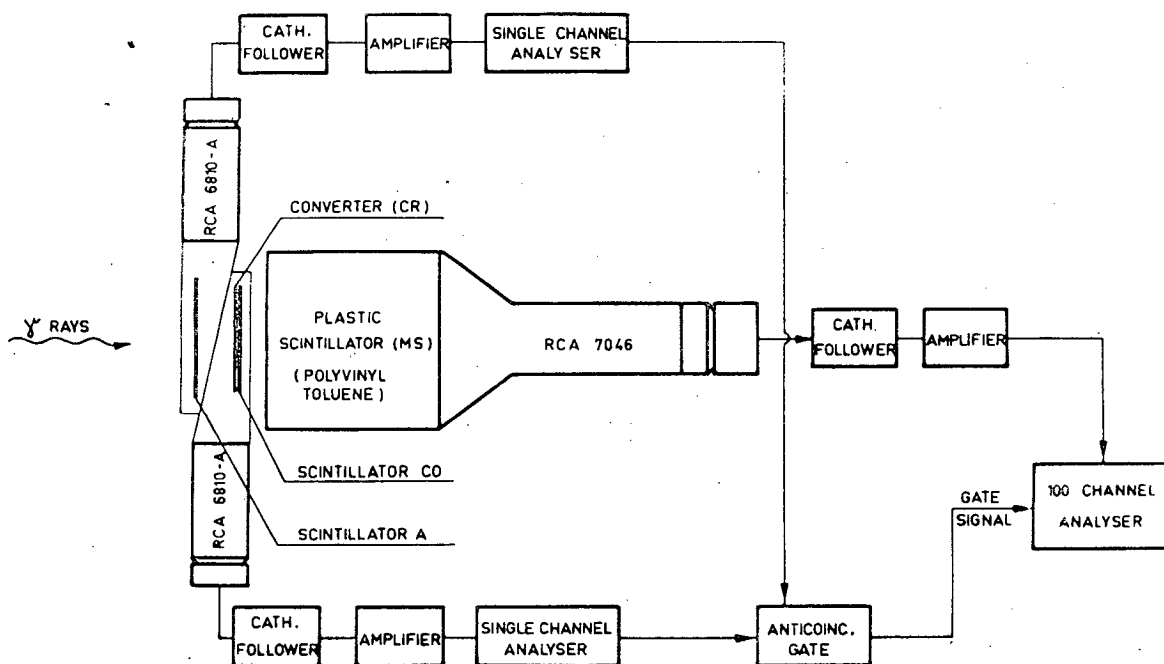 CATH.
FOLLOWER
AMPLIFIER
SINGLE CHANNEL
ANALYSER
RCA 6810-A
CONVERTER (CR)
γ RAYS
PLASTIC
SCINTILLATOR (MS)
(POLYVINYL
TOLUENE)
RCA 7046
CATH.
FOLLOWER
AMPLIFIER
RCA 6810-A
SCINTILLATOR CO
SCINTILLATOR A
GATE
SIGNAL
100 CHANNEL
ANALYSER
CATH.
FOLLOWER
AMPLIFIER
SINGLE CHANNEL
ANALYSER
ANTICOINC.
GATE